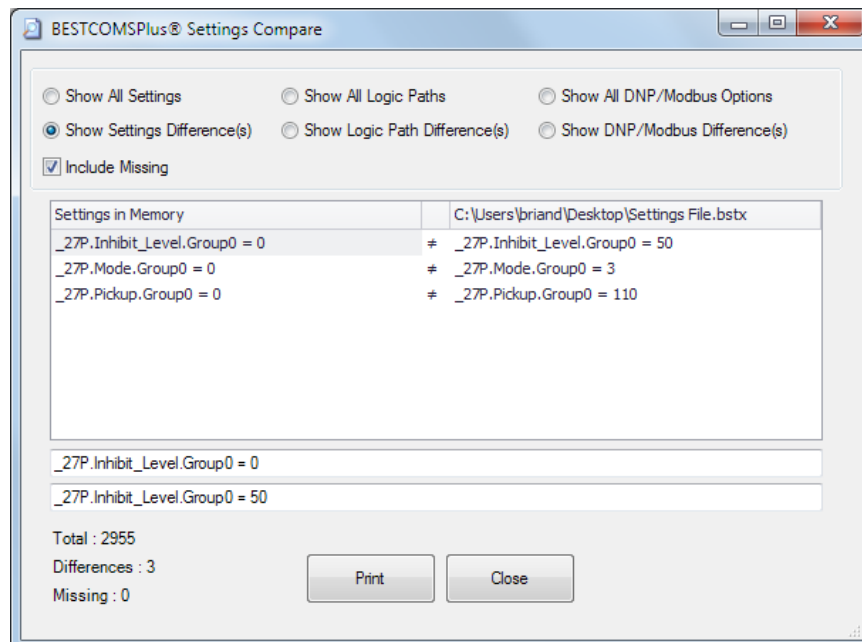 BESTCOMSPlus® Settings Compare
Show All Settings Show All Logic Paths Show All DNP/Modbus Options
Show Settings Difference(s) Show Logic Path Difference(s) Show DNP/Modbus Difference(s)
Include Missing
Settings in Memory C:\Users\briand\Desktop\Settings File.bstx
_27P.Inhibit_Level.Group0 = 0 ≠ _27P.Inhibit_Level.Group0 = 50
_27P.Mode.Group0 = 0 ≠ _27P.Mode.Group0 = 3
_27P.Pickup.Group0 = 0 ≠ _27P.Pickup.Group0 = 110
_27P.Inhibit_Level.Group0 = 0
_27P.Inhibit_Level.Group0 = 50
Total : 2955
Differences : 3
Missing : 0
Print Close